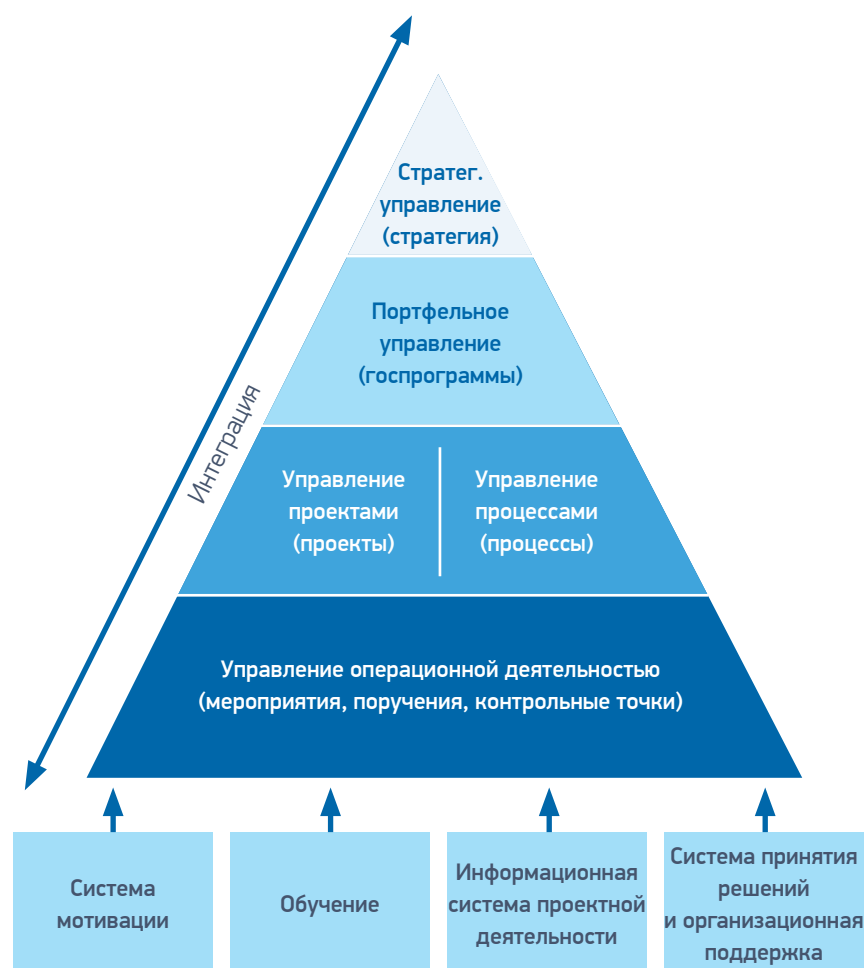 Стратег.
управление
(стратегия)
Портфельное
управление
(госпрограммы)
Интеграция
Управление
проектами
(проекты)
Управление
процессами
(процессы)
Управление операционной деятельностью
(мероприятия, поручения, контрольные точки)
Система
мотивации
Обучение
Информационная
система проектной
деятельности
Система принятия
решений
и организационная
поддержка